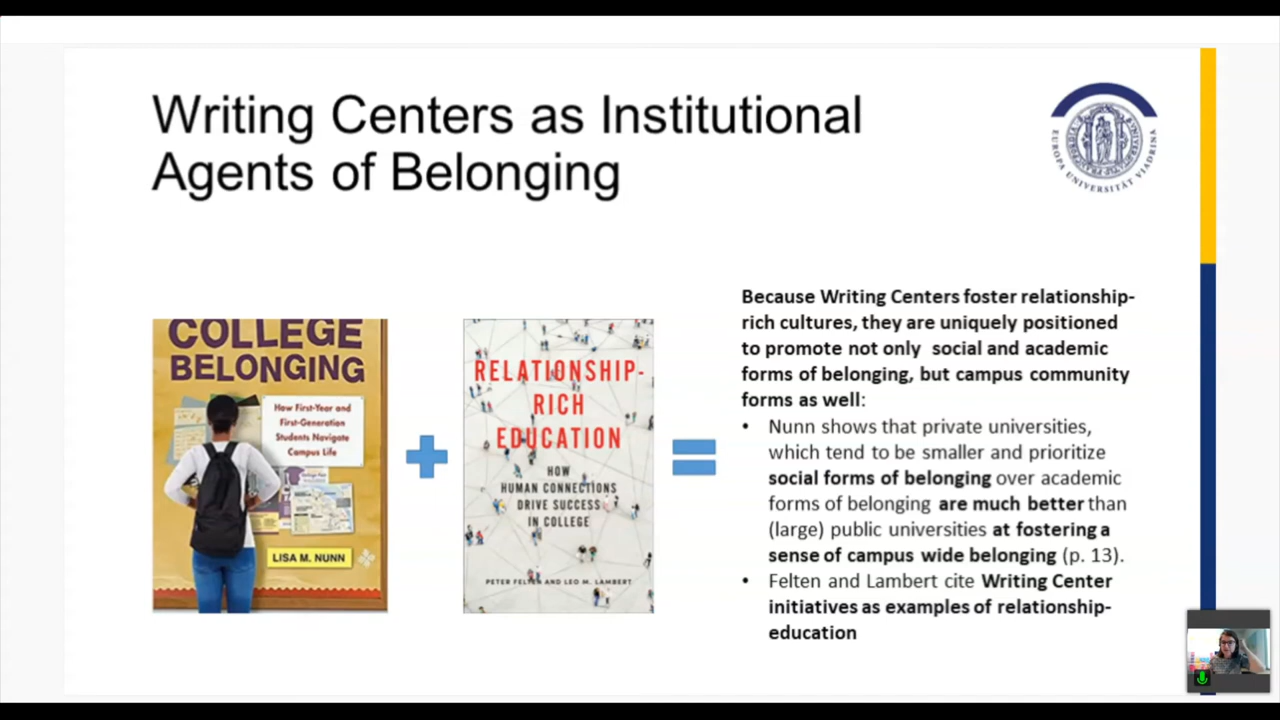 Writing Centers as Institutional
Agents of Belonging
EUROPA UNIVERSITÄT VIADRINA
COLLEGE
BELONGING
How First-Year and
First-Generation
Students Navigate
Campus Life
LISA M. NUNN
RELATIONSHIP-
RICH
EDUCATION
HOW
HUMAN CONNECTIONS
DRIVE SUCCESS
IN COLLEGE
PETER FELTEN AND LEO M. LAMBERT
Because Writing Centers foster relationship-
rich cultures, they are uniquely positioned
to promote not only social and academic
forms of belonging, but campus community
forms as well:
• Nunn shows that private universities,
which tend to be smaller and prioritize
social forms of belonging over academic
forms of belonging are much better than
(large) public universities at fostering a
sense of campus wide belonging (p. 13).
• Felten and Lambert cite Writing Center
initiatives as examples of relationship-
education